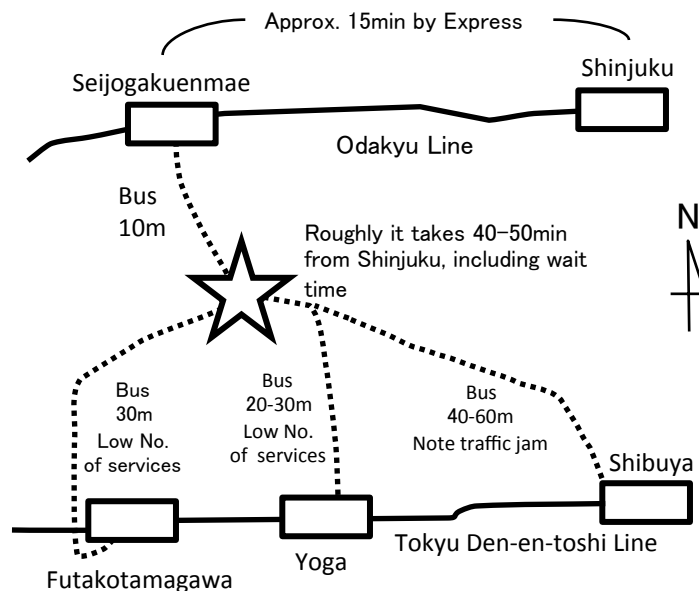 Approx. 15min by Express
Seijogakuenmae
Shinjuku
Odakyu Line
Bus
10m
Roughly it takes 40-50min
from Shinjuku, including wait
time
N
Bus
30m
Low No.
of services
Bus
20-30m
Low No.
of services
Bus
40-60m
Note traffic jam
Shibuya
Futakotamagawa
Yoga
Tokyu Den-en-toshi Line